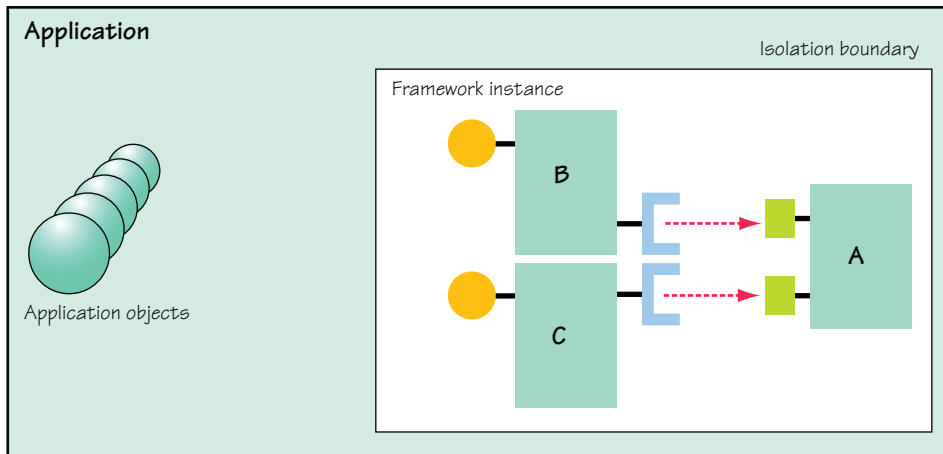 Application
Isolation boundary
Framework instance
B
A
C
Application objects